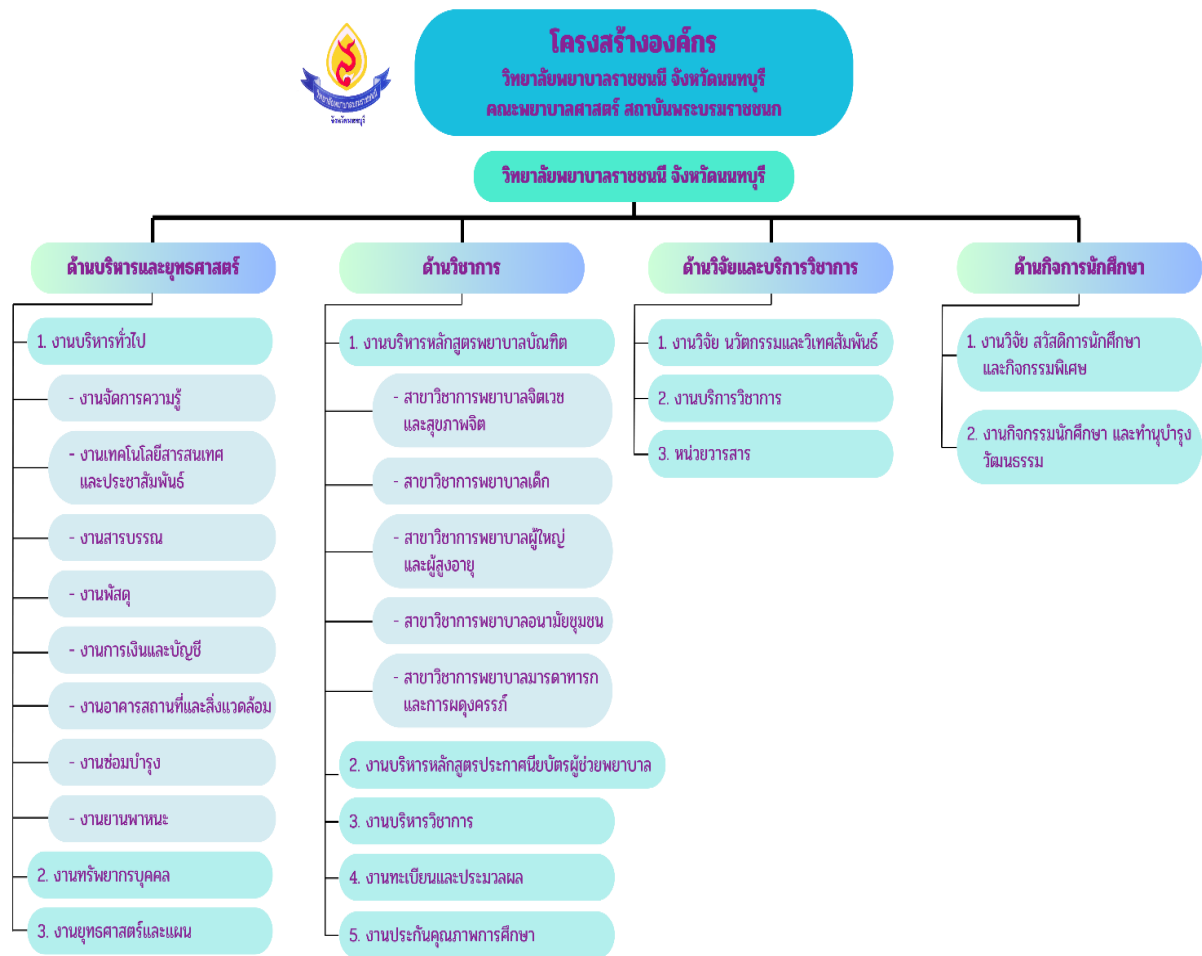 โครงสร้างองค์กร
วิทยาลัยพยาบาลราชชนนี จังหวัดนนทบุรี
คณะพยาบาลศาสตร์ สถาบันพระบรมราชชนก
วิทยาลัยพยาบาลบรมราชชนนี
จังหวัดนนทบุรี
วิทยาลัยพยาบาลราชชนนี จังหวัดนนทบุรี
ด้านบริหารและยุทธศาสตร์
1. งานบริหารทั่วไป
- งานจัดการความรู้
- งานเทคโนโลยีสารสนเทศ
และประชาสัมพันธ์
- งานสารบรรณ
- งานพัสดุ
- งานการเงินและบัญชี
- งานอาคารสถานที่และสิ่งแวดล้อม
- งานซ่อมบำรุง
- งานยานพาหนะ
2. งานทรัพยากรบุคคล
3. งานยุทธศาสตร์และแผน
ด้านวิชาการ
1. งานบริหารหลักสูตรพยาบาลบัณฑิต
- สาขาวิชาการพยาบาลจิตเวช
และสุขภาพจิต
- สาขาวิชาการพยาบาลเด็ก
- สาขาวิชาการพยาบาลผู้ใหญ่
และผู้สูงอายุ
- สาขาวิชาการพยาบาลอนามัยชุมชน
- สาขาวิชาการพยาบาลมารดาทารก
และการผดุงครรภ์
2. งานบริหารหลักสูตรประกาศนียบัตรผู้ช่วยพยาบาล
3. งานบริหารวิชาการ
4. งานทะเบียนและประมวลผล
5. งานประกันคุณภาพการศึกษา
ด้านวิจัยและบริการวิชาการ
1. งานวิจัย นวัตกรรมและวิเทศสัมพันธ์
2. งานบริการวิชาการ
3. หน่วยวารสาร
ด้านกิจการนักศึกษา
1. งานวิจัย สวัสดิการนักศึกษา
และกิจกรรมพิเศษ
2. งานกิจกรรมนักศึกษา และทำนุบำรุง
วัฒนธรรม